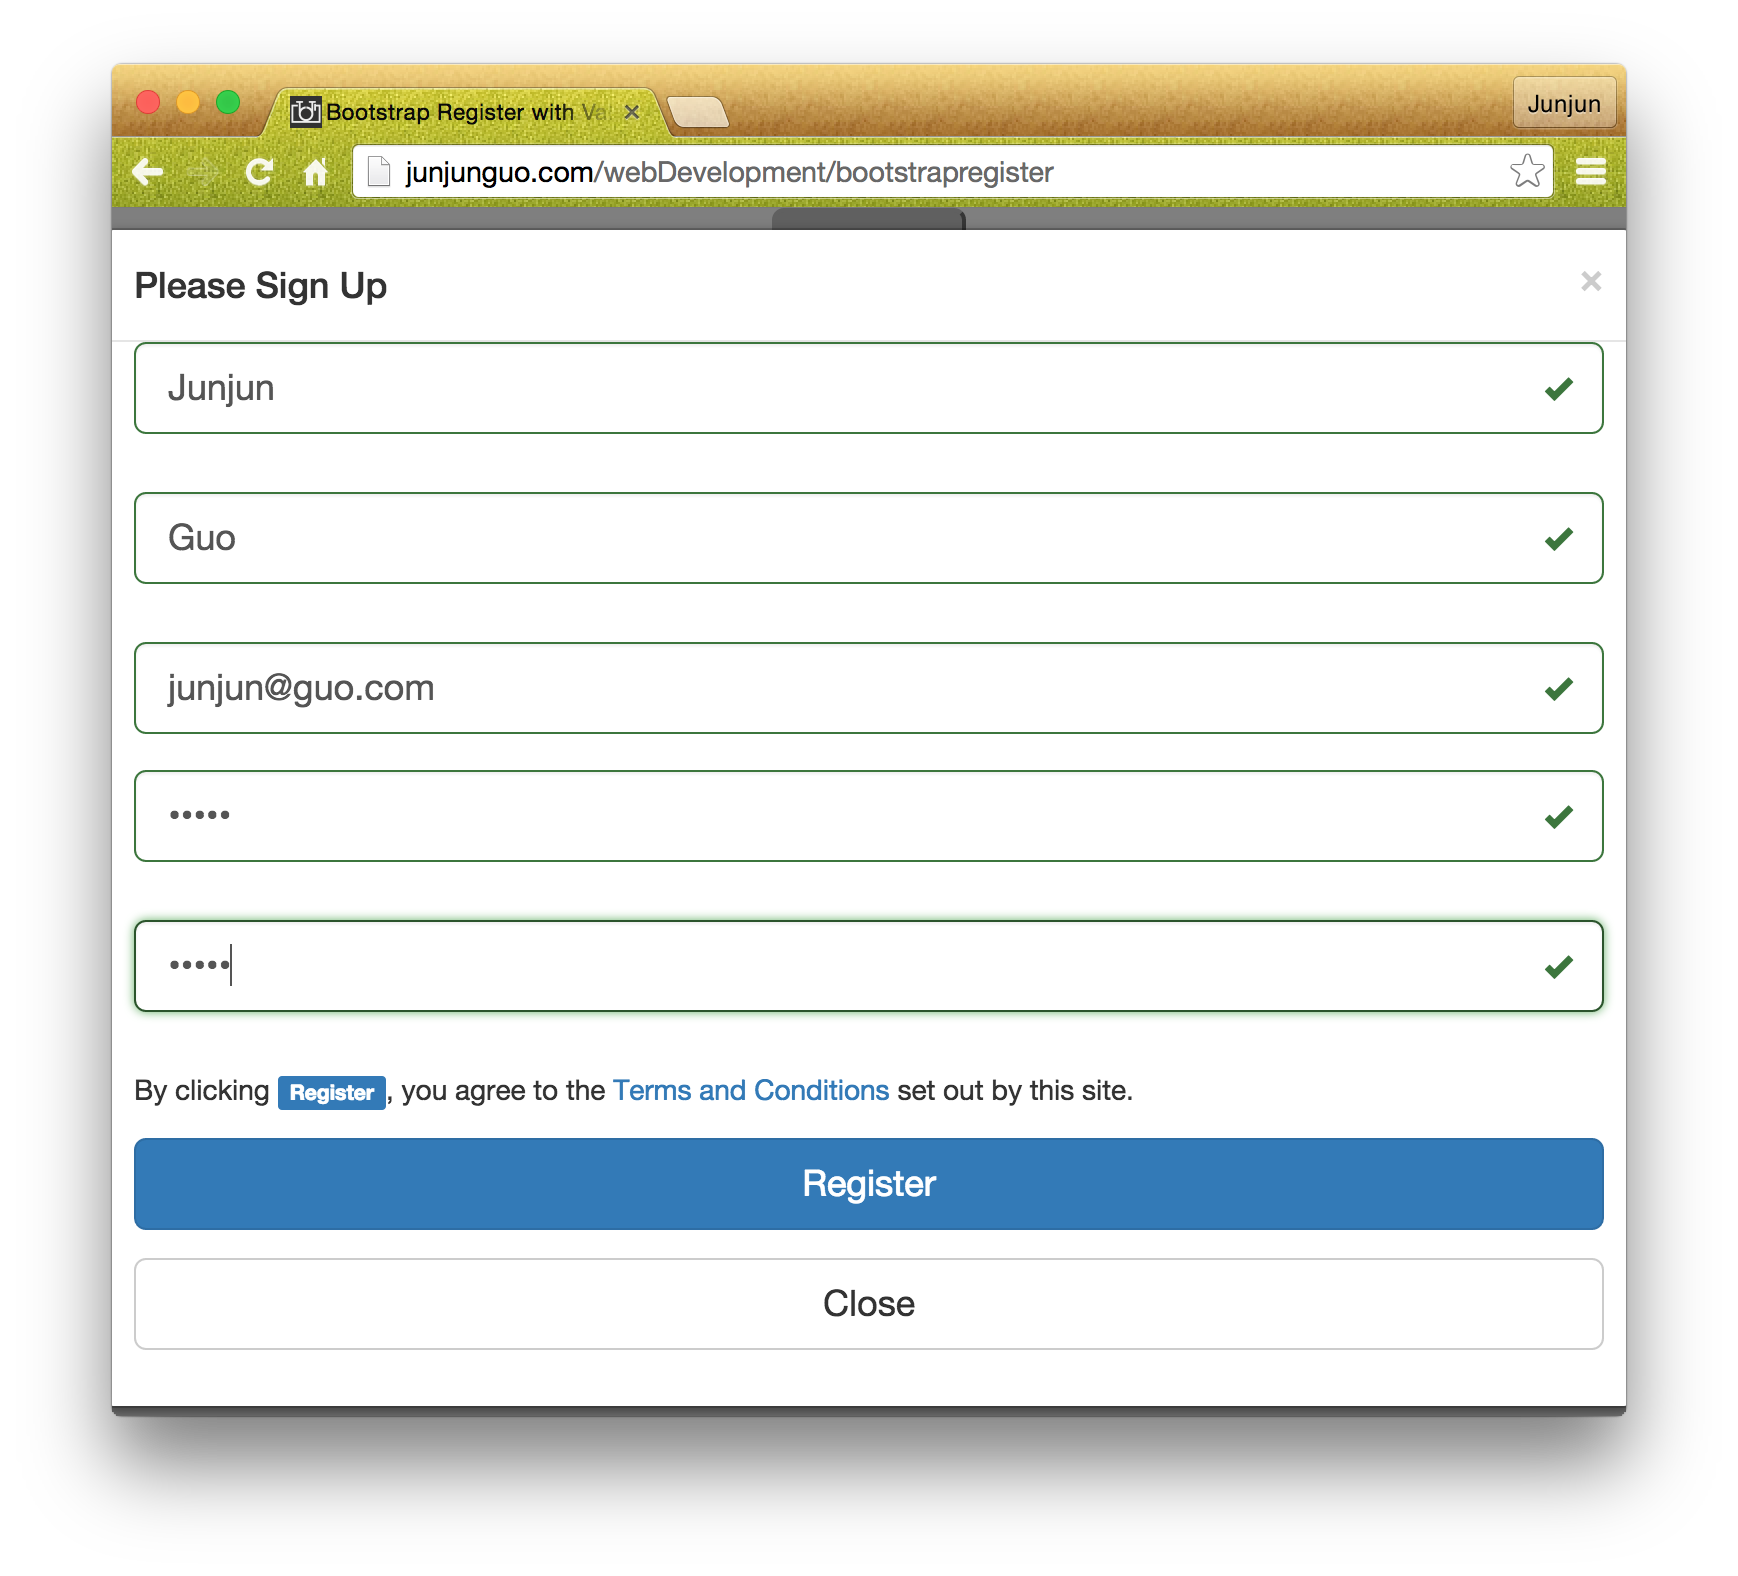 Bootstrap Register with Va
Junjun
junjunguo.com/webDevelopment/bootstrapregister
Please Sign Up
Junjun
Guo
junjun@guo.com
•••••
•••••
By clicking Register, you agree to the Terms and Conditions set out by this site.
Register
Close